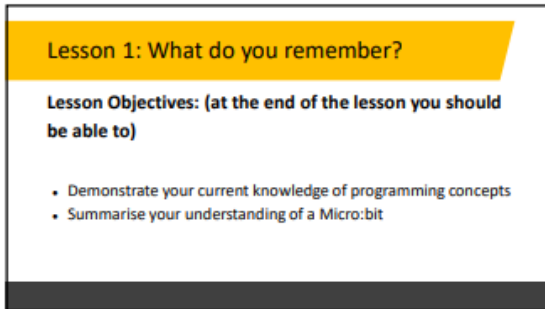 Lesson 1: What do you remember?
Lesson Objectives: (at the end of the lesson you should
be able to)
• Demonstrate your current knowledge of programming concepts
• Summarise your understanding of a Micro:bit